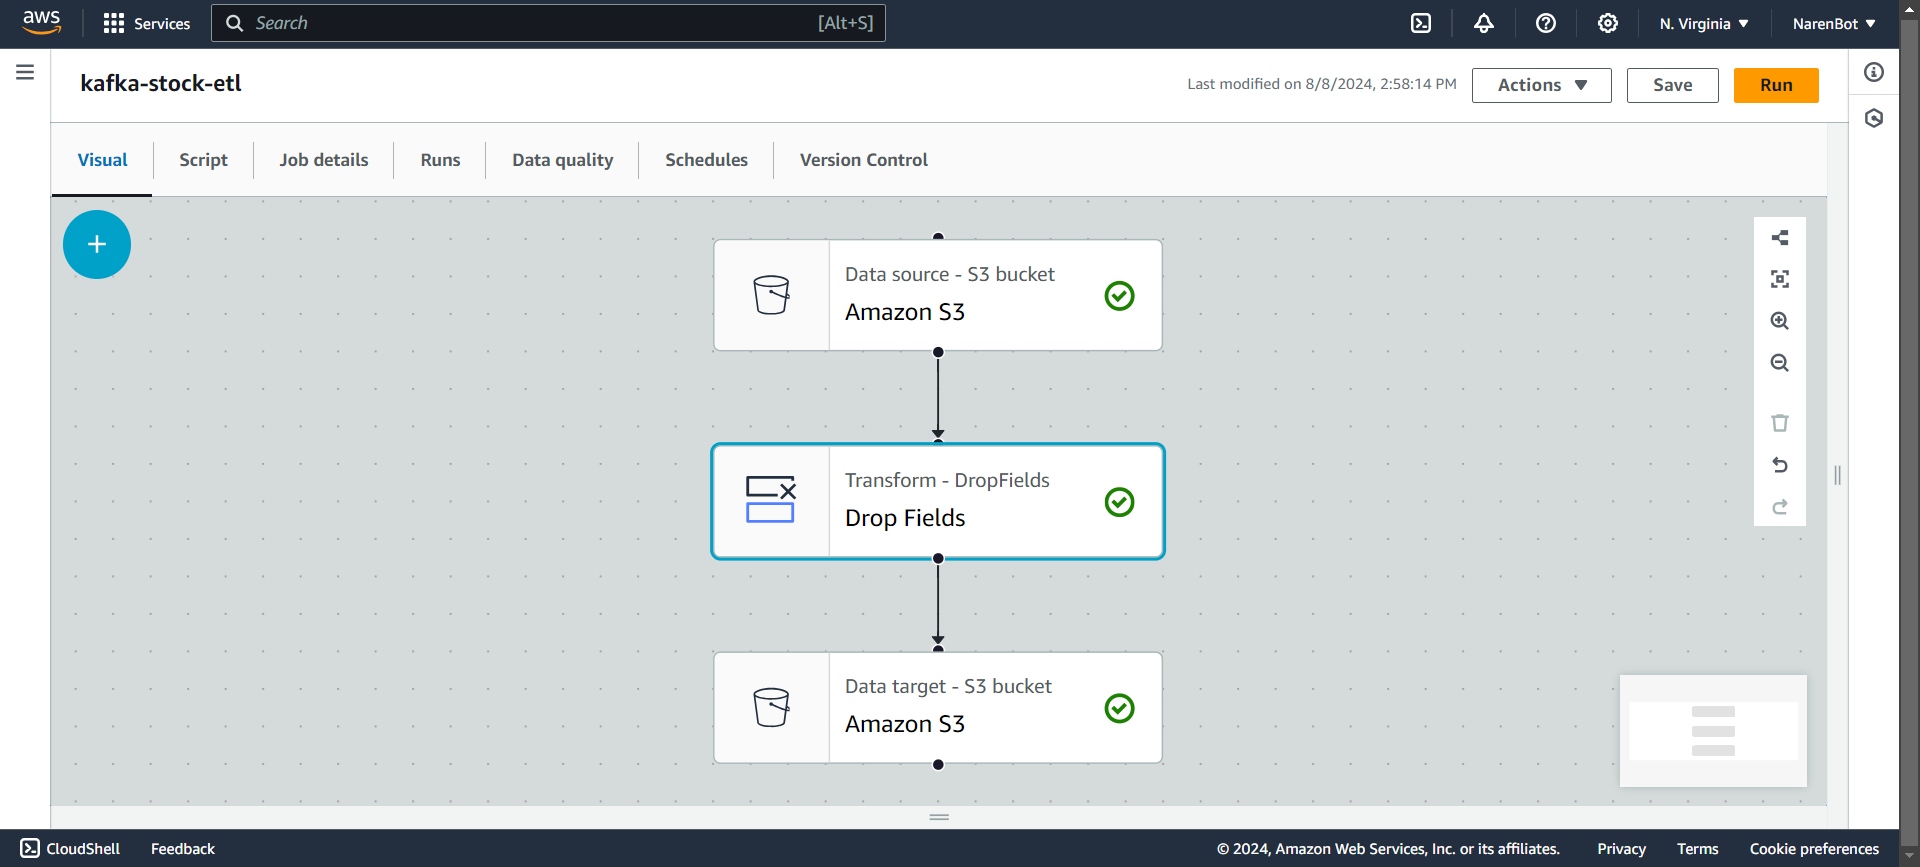 aws
Services
Search
[Alt+S]
N. Virginia
NarenBot
kafka-stock-etl
Last modified on 8/8/2024, 2:58:14 PM
Actions
Save
Run
Visual
Script
Job details
Runs
Data quality
Schedules
Version Control
Data source - S3 bucket
Amazon S3
Transform - DropFields
Drop Fields
Data target - S3 bucket
Amazon S3
CloudShell
Feedback
© 2024, Amazon Web Services, Inc. or its affiliates.
Privacy
Terms
Cookie preferences